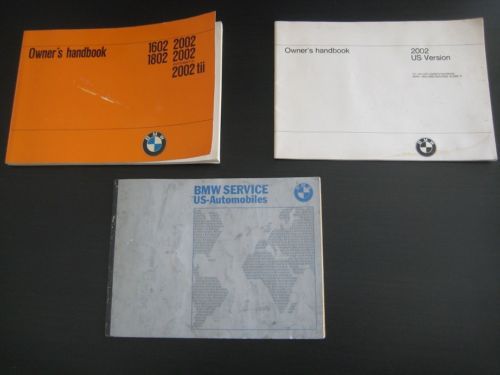 Owner's handbook
1602 2002
1802 2002
2002 tii
BMW
Owner's handbook
2002
US Version
BMW
BMW SERVICE
US-Automobiles
BMW